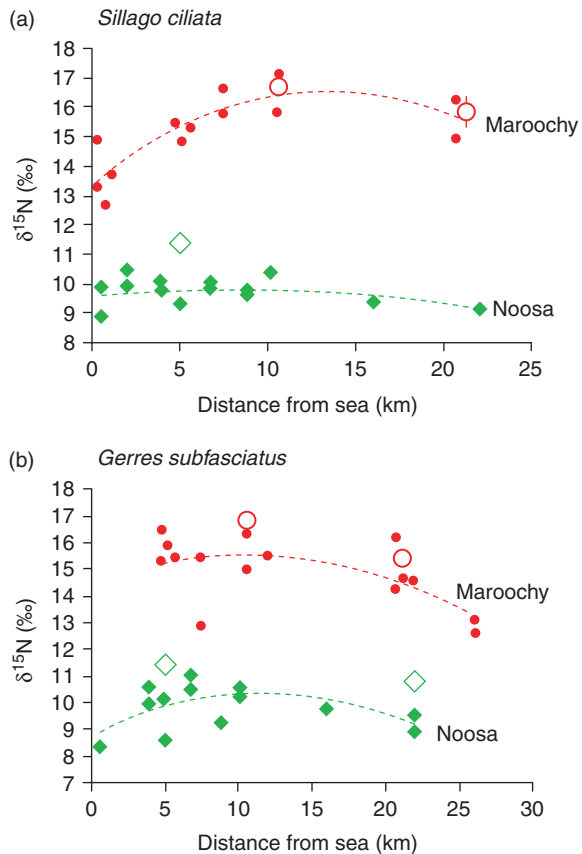 (a) Sillago ciliata
18
17
16
15
14
13
12
11
10
9
8
δ15N (‰)
Maroochy
Noosa
0 5 10 15 20 25
Distance from sea (km)
(b) Gerres subfasciatus
18
17
16
15
14
13
12
11
10
9
8
7
δ15N (‰)
Maroochy
Noosa
0 5 10 15 20 25 30
Distance from sea (km)